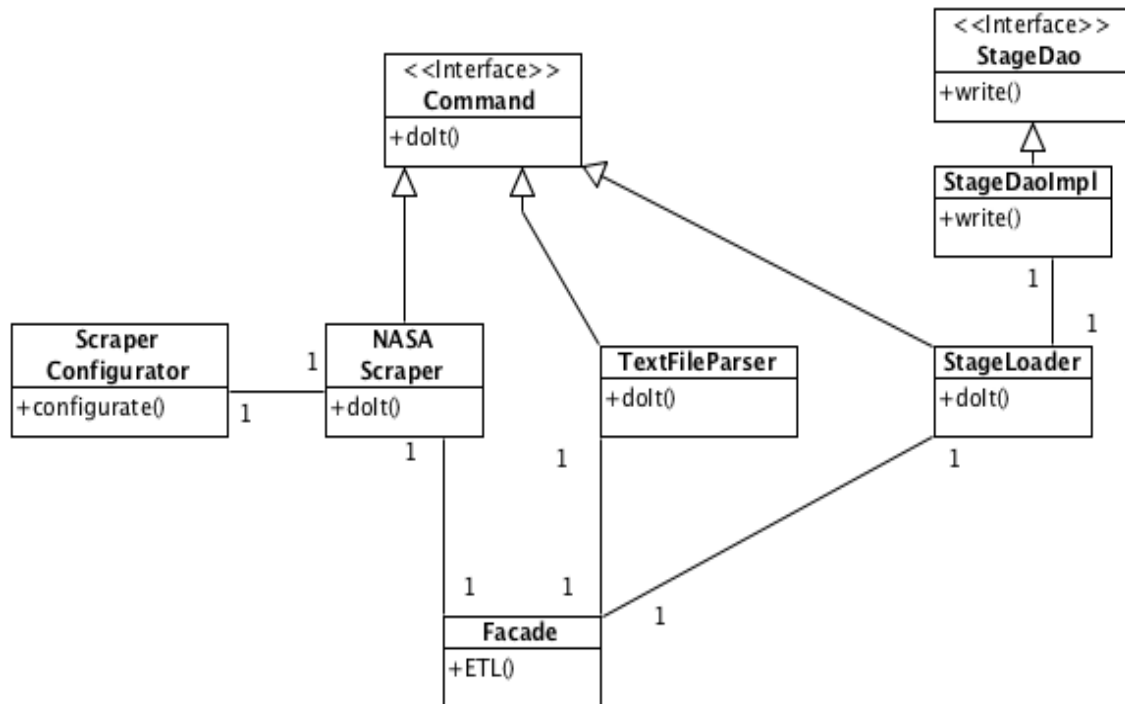 <<Interface>>
StageDao
+write()
<<Interface>>
Command
+doIt()
StageDaoImpl
+write()
1
1
Scraper
Configurator
+configurate()
1
1
NASA
Scraper
+doIt()
TextFileParser
+doIt()
StageLoader
+doIt()
1
1
1
1
1
1
Facade
+ETL()